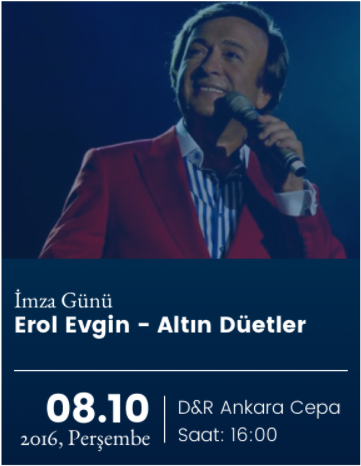 İmza Günü
Erol Evgin - Altın Düetler
08.10
2016, Perşembe
D&R Ankara Cepa
Saat: 16:00